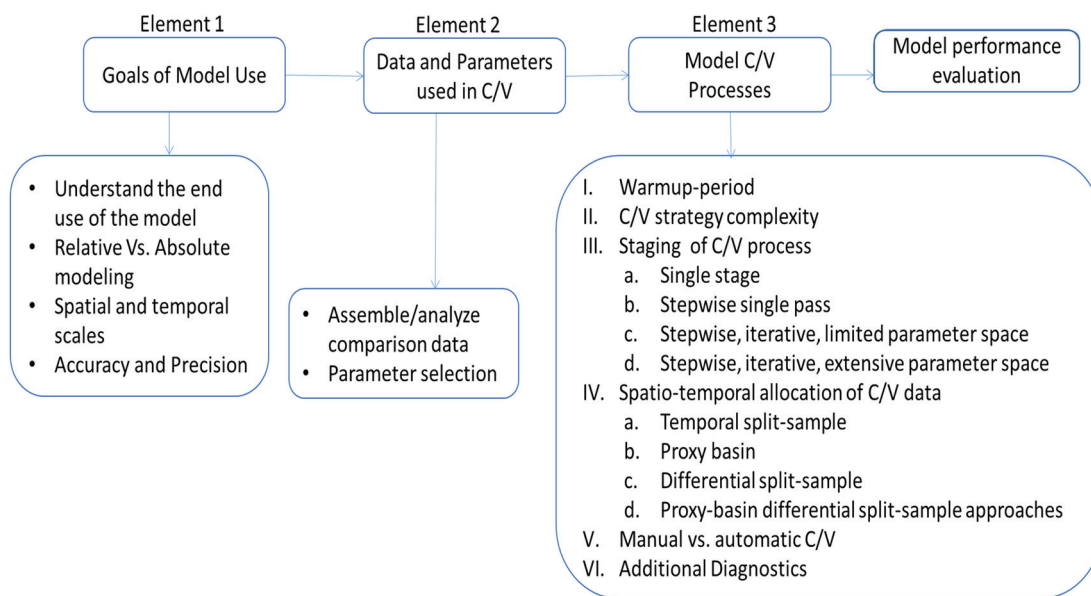 Element 1
Goals of Model Use
Element 2
Data and Parameters
used in C/V
Element 3
Model C/V
Processes
Model performance
evaluation
• Understand the end
use of the model
• Relative Vs. Absolute
modeling
• Spatial and temporal
scales
• Accuracy and Precision
• Assemble/analyze
comparison data
• Parameter selection
I. Warmup-period
II. C/V strategy complexity
III. Staging of C/V process
a. Single stage
b. Stepwise single pass
c. Stepwise, iterative, limited parameter space
d. Stepwise, iterative, extensive parameter space
IV. Spatio-temporal allocation of C/V data
a. Temporal split-sample
b. Proxy basin
c. Differential split-sample
d. Proxy-basin differential split-sample approaches
V. Manual vs. automatic C/V
VI. Additional Diagnostics